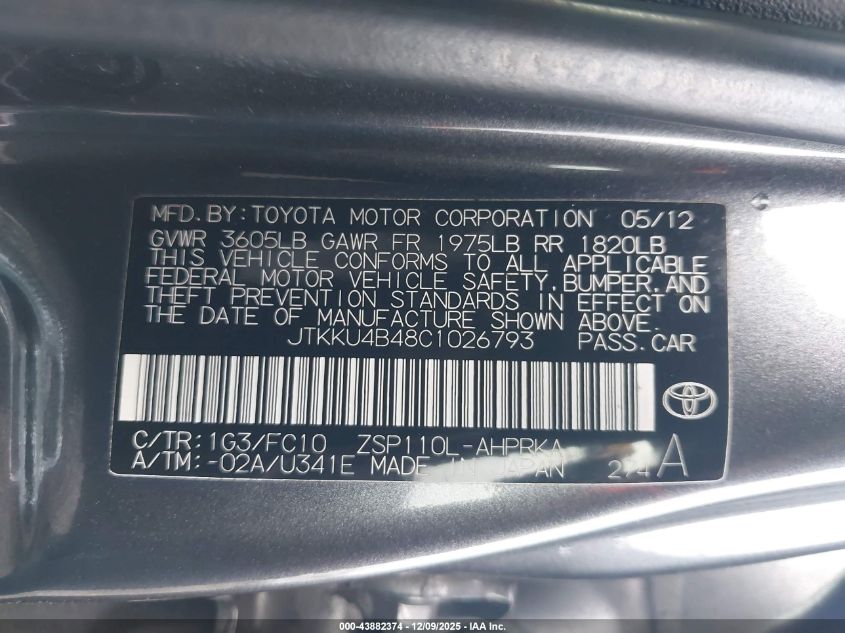 MFD. BY: TOYOTA MOTOR CORPORATION 05/12
GVWR 3605LB GAWR FR 1975LB RR 1820LB
THIS VEHICLE CONFORMS TO ALL APPLICABLE
FEDERAL MOTOR VEHICLE SAFETY, BUMPER, AND
THEFT PREVENTION STANDARDS IN EFFECT ON
THE DATE OF MANUFACTURE SHOWN ABOVE.
JTKKU4B48C1026793 PASS. CAR
C/TR: 1G3/FC10 ZSP110L-AHPRKA
A/TM: -02A/U341E MADE IN JAPAN 274 A
000-43882374 | 12/09/2025 | IAA Inc.